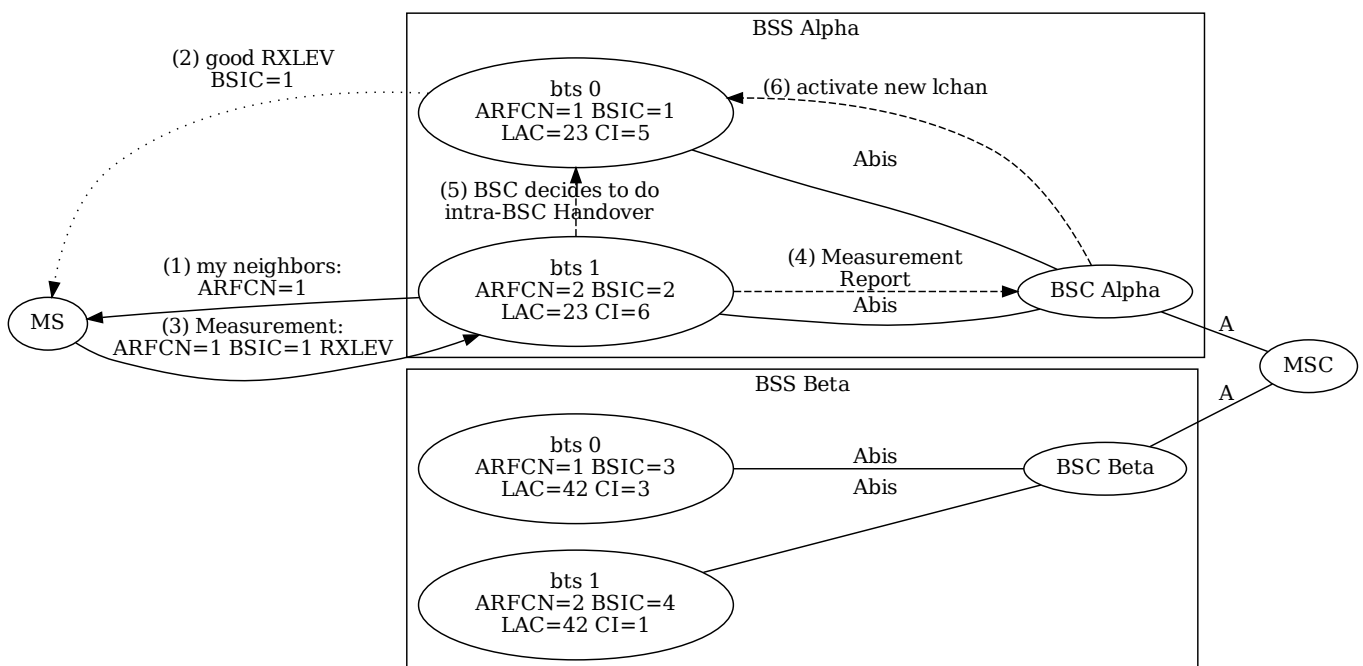 BSS Alpha
(2) good RXLEV
BSIC=1
bts 0
ARFCN=1 BSIC=1
LAC=23 CI=5
(6) activate new lchan
Abis
(5) BSC decides to do
intra-BSC Handover
(1) my neighbors:
ARFCN=1
bts 1
ARFCN=2 BSIC=2
LAC=23 CI=6
(4) Measurement
Report
Abis
BSC Alpha
MS
(3) Measurement:
ARFCN=1 BSIC=1 RXLEV
A
MSC
A
BSS Beta
bts 0
ARFCN=1 BSIC=3
LAC=42 CI=3
Abis
Abis
BSC Beta
bts 1
ARFCN=2 BSIC=4
LAC=42 CI=1